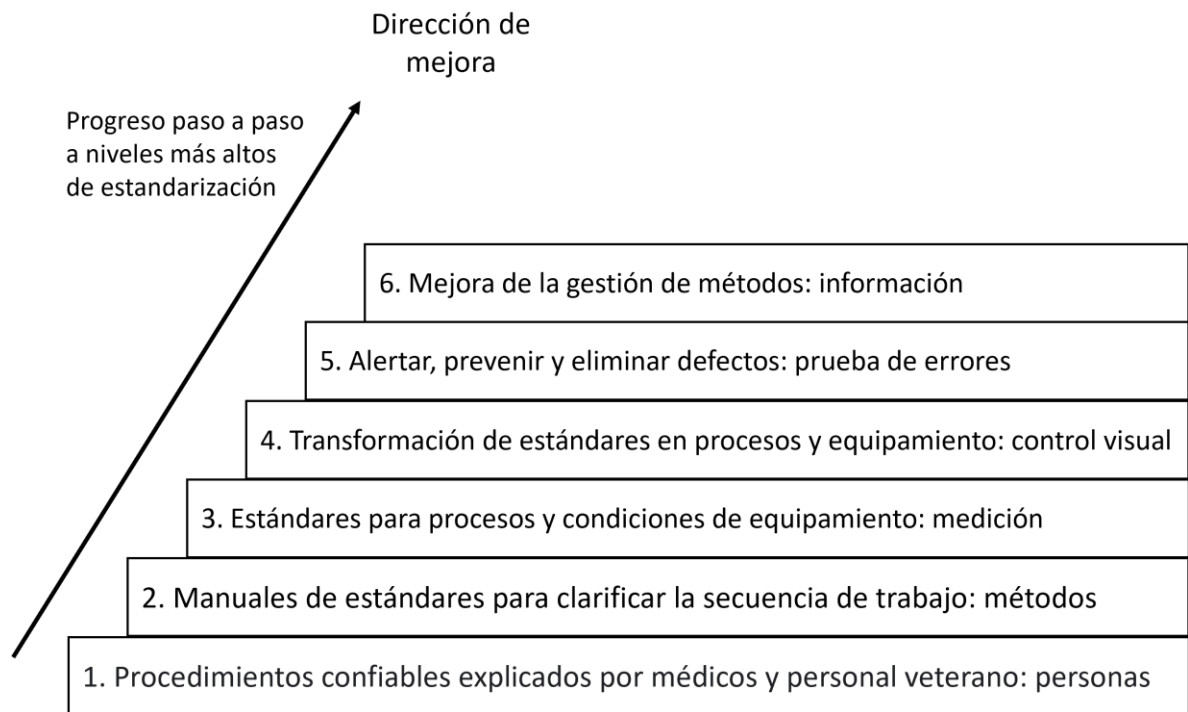 Dirección de
mejora
Progreso paso a paso
a niveles más altos
de estandarización
6. Mejora de la gestión de métodos: información
5. Alertar, prevenir y eliminar defectos: prueba de errores
4. Transformación de estándares en procesos y equipamiento: control visual
3. Estándares para procesos y condiciones de equipamiento: medición
2. Manuales de estándares para clarificar la secuencia de trabajo: métodos
1. Procedimientos confiables explicados por médicos y personal veterano: personas